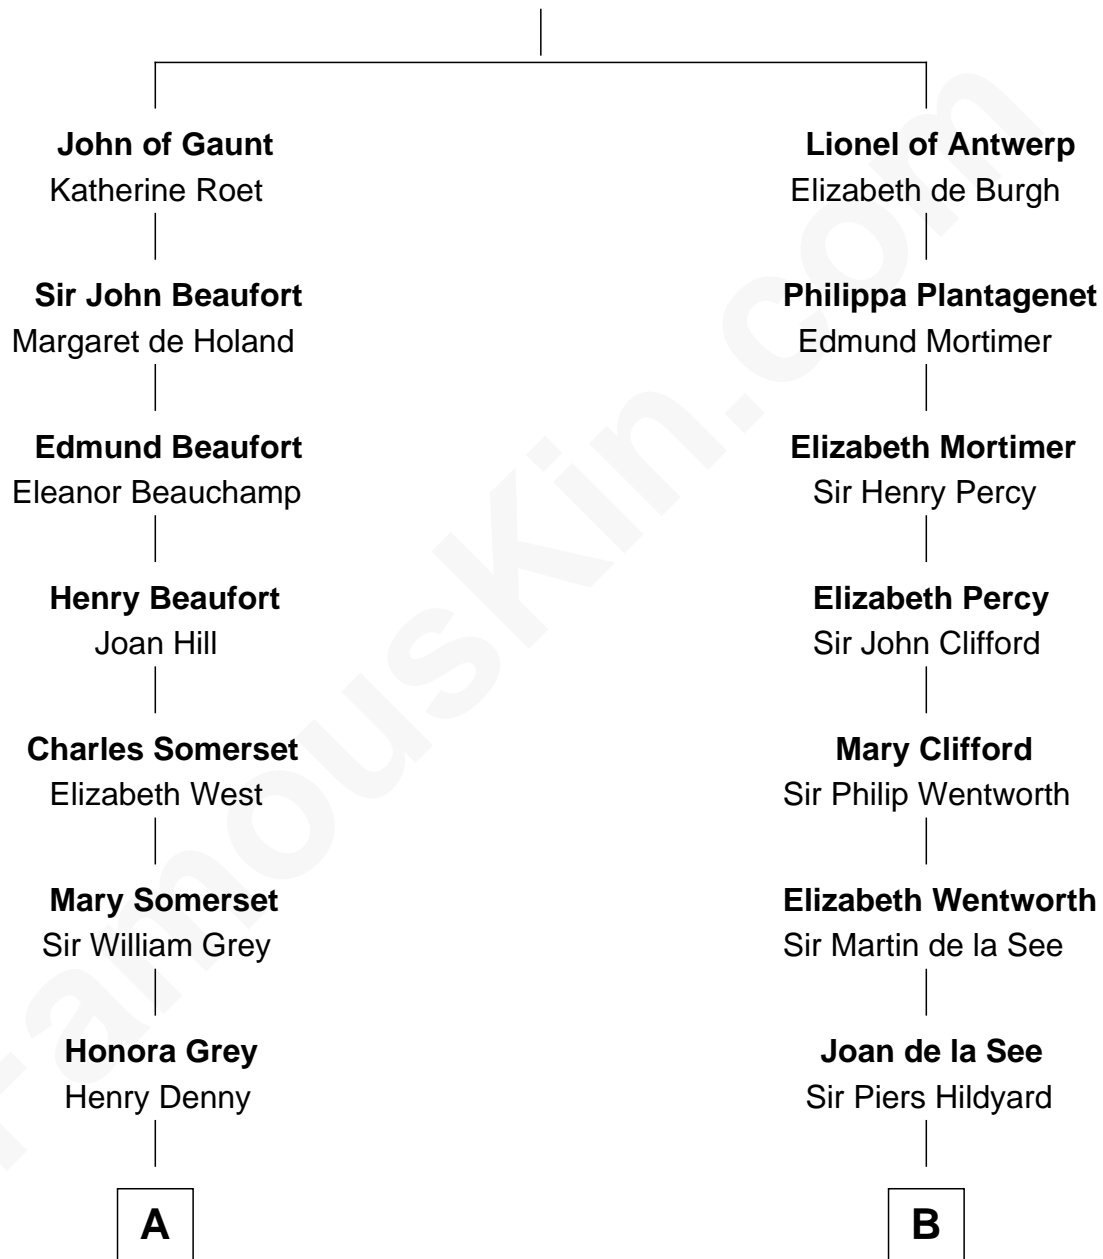 John of Gaunt
Katherine Roet
Sir John Beaufort
Margaret de Holand
Edmund Beaufort
Eleanor Beauchamp
Henry Beaufort
Joan Hill
Charles Somerset
Elizabeth West
Mary Somerset
Sir William Grey
Honora Grey
Henry Denny
A
Lionel of Antwerp
Elizabeth de Burgh
Philippa Plantagenet
Edmund Mortimer
Elizabeth Mortimer
Sir Henry Percy
Elizabeth Percy
Sir John Clifford
Mary Clifford
Sir Philip Wentworth
Elizabeth Wentworth
Sir Martin de la See
Joan de la See
Sir Piers Hildyard
B
FamousKin.com